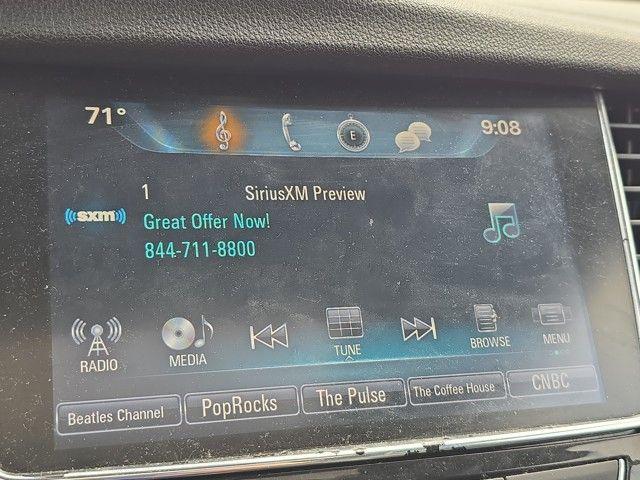 71° E 9:08
sxm 1 SiriusXM Preview
Great Offer Now!
844-711-8800
RADIO MEDIA TUNE BROWSE MENU
Beatles Channel PopRocks The Pulse The Coffee House CNBC